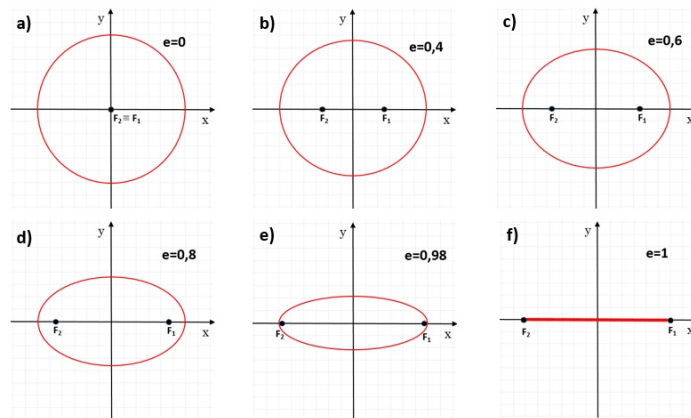 a)
y
e=0
F₂ ≡ F₁
x
b)
y
e=0,4
F₂
F₁
x
c)
y
e=0,6
F₂
F₁
x
d)
y
e=0,8
F₂
F₁
x
e)
y
e=0,98
F₂
F₁
x
f)
y
e=1
F₂
F₁
x